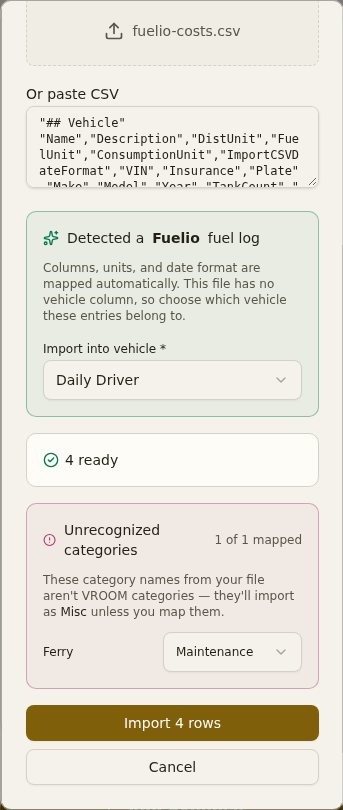 fuelio-costs.csv
Or paste CSV
"## Vehicle"
"Name","Description","DistUnit","Fue
lUnit","ConsumptionUnit","ImportCSVD
ateFormat","VIN","Insurance","Plate"
,"Make","Model","Year","TankCount","
Detected a Fuelio fuel log
Columns, units, and date format are
mapped automatically. This file has no
vehicle column, so choose which vehicle
these entries belong to.
Import into vehicle *
Daily Driver
4 ready
Unrecognized
categories
1 of 1 mapped
These category names from your file
aren't VROOM categories — they'll import
as Misc unless you map them.
Ferry
Maintenance
Import 4 rows
Cancel